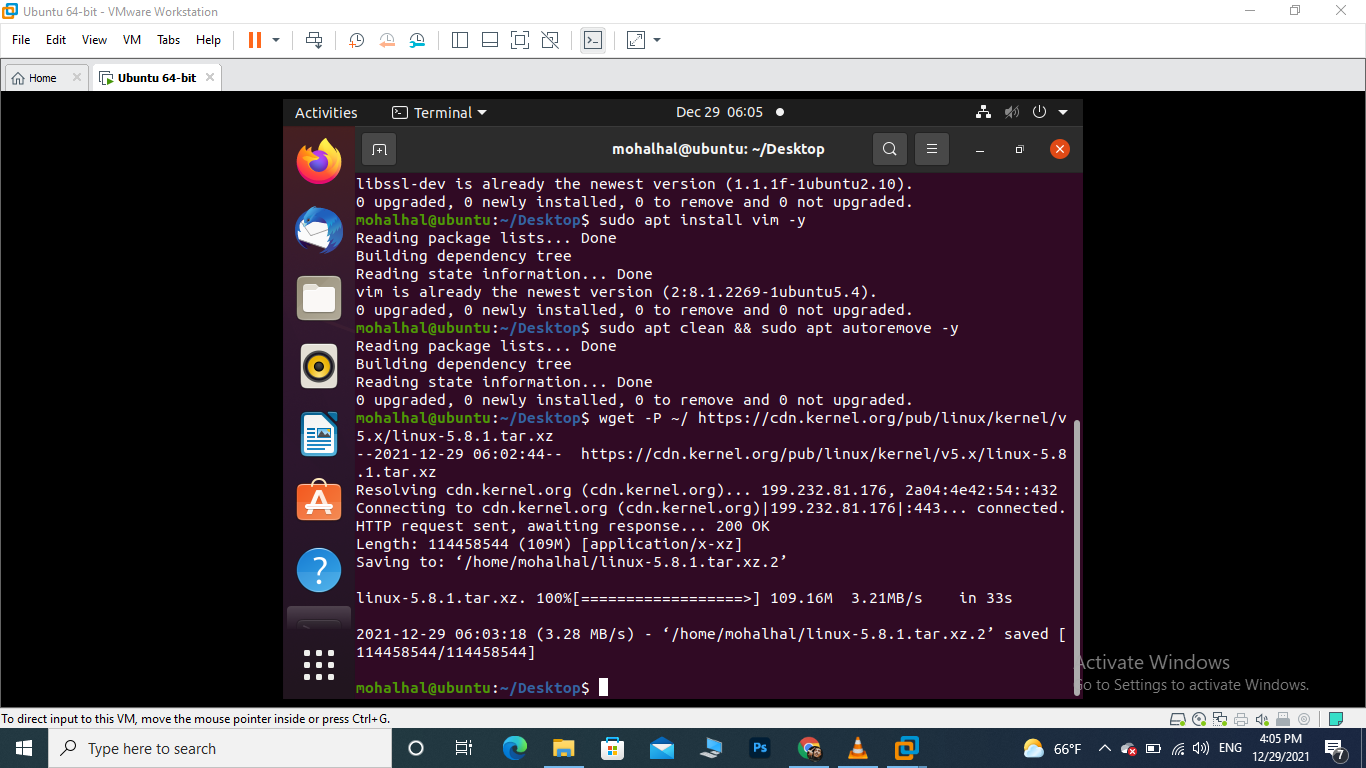 Ubuntu 64-bit - VMware Workstation
File Edit View VM Tabs Help
Home
Ubuntu 64-bit
Activities
Terminal
Dec 29 06:05
mohalhal@ubuntu: ~/Desktop
libssl-dev is already the newest version (1.1.1f-1ubuntu2.10).
0 upgraded, 0 newly installed, 0 to remove and 0 not upgraded.
mohalhal@ubuntu:~/Desktop$ sudo apt install vim -y
Reading package lists... Done
Building dependency tree
Reading state information... Done
vim is already the newest version (2:8.1.2269-1ubuntu5.4).
0 upgraded, 0 newly installed, 0 to remove and 0 not upgraded.
mohalhal@ubuntu:~/Desktop$ sudo apt clean && sudo apt autoremove -y
Reading package lists... Done
Building dependency tree
Reading state information... Done
0 upgraded, 0 newly installed, 0 to remove and 0 not upgraded.
mohalhal@ubuntu:~/Desktop$ wget -P ~/ https://cdn.kernel.org/pub/linux/kernel/v
5.x/linux-5.8.1.tar.xz
--2021-12-29 06:02:44--  https://cdn.kernel.org/pub/linux/kernel/v5.x/linux-5.8
.1.tar.xz
Resolving cdn.kernel.org (cdn.kernel.org)... 199.232.81.176, 2a04:4e42:54::432
Connecting to cdn.kernel.org (cdn.kernel.org)|199.232.81.176|:443... connected.
HTTP request sent, awaiting response... 200 OK
Length: 114458544 (109M) [application/x-xz]
Saving to: ‘/home/mohalhal/linux-5.8.1.tar.xz.2’
linux-5.8.1.tar.xz. 100%[==================>] 109.16M  3.21MB/s    in 33s
2021-12-29 06:03:18 (3.28 MB/s) - ‘/home/mohalhal/linux-5.8.1.tar.xz.2’ saved [
114458544/114458544]
mohalhal@ubuntu:~/Desktop$
Activate Windows
Go to Settings to activate Windows.
To direct input to this VM, move the mouse pointer inside or press Ctrl+G.
Type here to search
Ps
66°F
ENG
4:05 PM
12/29/2021
7